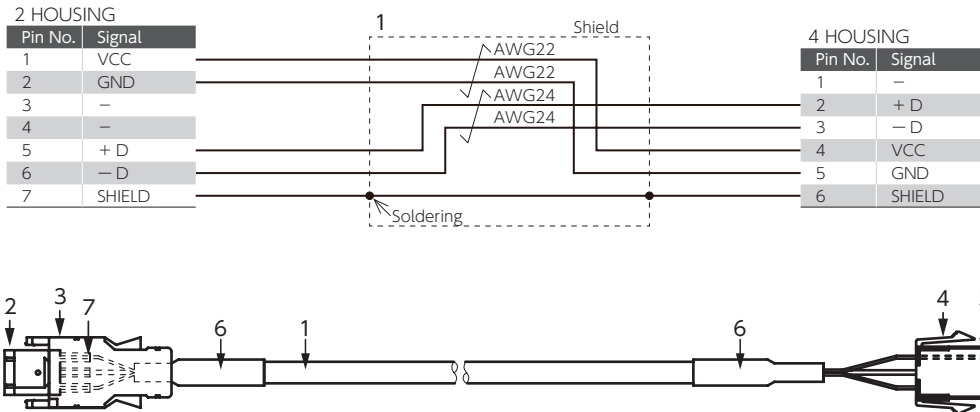 2 HOUSING
Pin No. Signal
1 VCC
2 GND
3 −
4 −
5 + D
6 − D
7 SHIELD
1
Shield
AWG22
AWG22
AWG24
AWG24
Soldering
4 HOUSING
Pin No. Signal
1 −
2 + D
3 − D
4 VCC
5 GND
6 SHIELD
2 3 7 6 1 6 4